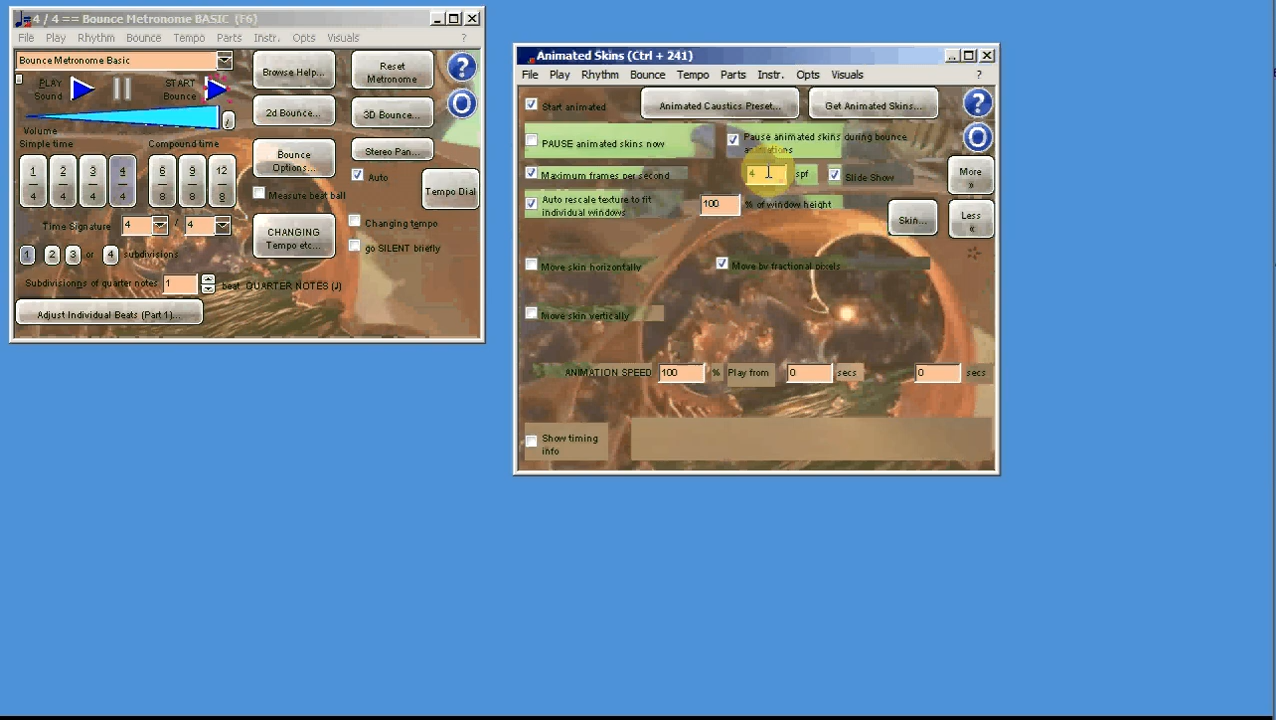 4 / 4 == Bounce Metronome BASIC (F6)
File Play Rhythm Bounce Tempo Parts Instr. Opts Visuals ?
Bounce Metronome Basic
PLAY Sound
START Bounce
Volume
Browse Help...
Reset Metronome
2d Bounce...
3D Bounce...
Simple time
Compound time
1 2 3 4 6 9 12
4 4 4 4 8 8 8
Bounce Options...
Stereo Pan...
Auto
Measure beat ball
Tempo Dial
Time Signature 4 / 4
CHANGING Tempo etc...
Changing tempo
go SILENT briefly
1 2 3 or 4 subdivisions
Subdivisionns of quarter notes 1 beat QUARTER NOTES (♩)
Adjust Individual Beats (Part 1)...
Animated Skins (Ctrl + 241)
File Play Rhythm Bounce Tempo Parts Instr. Opts Visuals ?
Start animated
Animated Caustics Preset...
Get Animated Skins...
?
PAUSE animated skins now
Pause animated skins during bounce
O
Maximum frames per second
4 spf
Slide Show
More »
Auto rescale texture to fit
individual windows
100 % of window height
Skin...
Less «
Move skin horizontally
Move by fractional pixels
Move skin vertically
ANIMATION SPEED 100 % Play from 0 secs 0 secs
Show timing
info